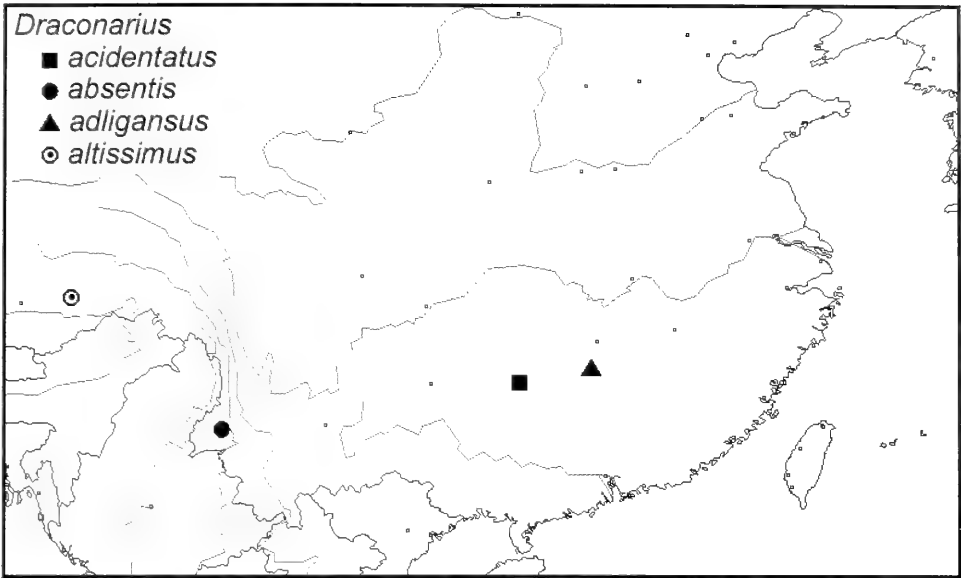 Draconarius
acidentatus
absentis
adligansus
altissimus